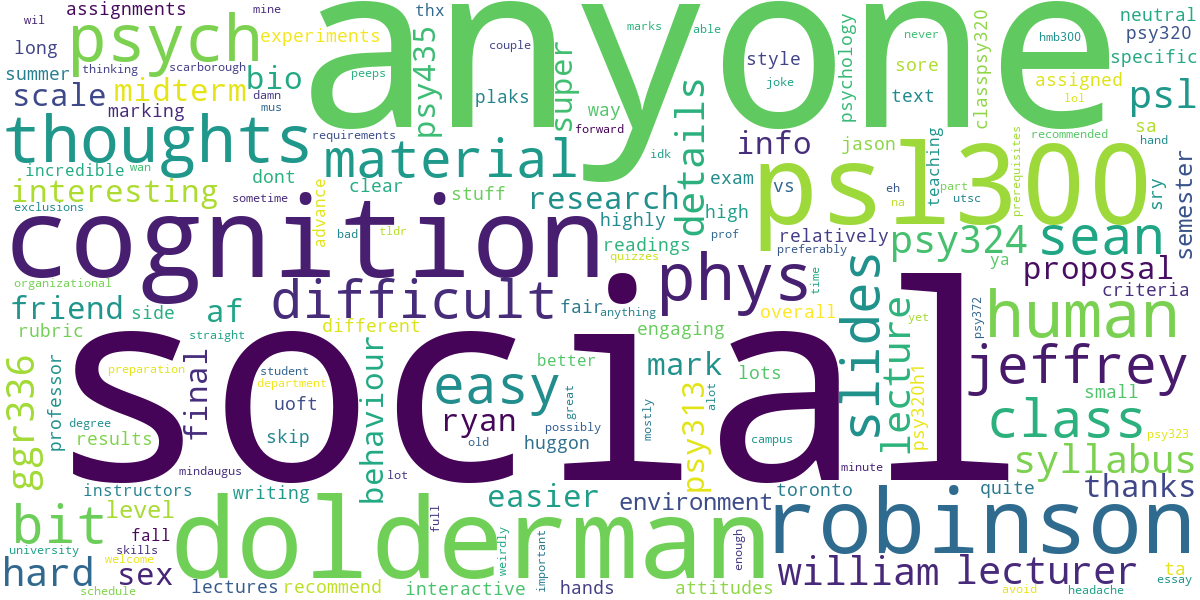 wil
assignments
mine
thx
anyone
marks
able
never
neutral
psych
experiments
couple
style
psychology
hmb300
psy320
long
thinking
scarborough
psy435
peeps
super
joke
sore
classpsy320
specific
summer
bio
plaks
text
assigned
psl
scale
midterm
damn
way
lol
marking
mus
forward
thoughts
requirements
details
info
jason
teaching
recommended
sa
hand
incredible
wan
material
idk
psl300
prerequisites
semester
interesting
dont
clear
stuff
research
exam
vs
eh
part
sry
exclusions
sometime
advance
highly
high
na
utsc
cognition
bad
tldr
readings
prof
relatively
psy324
sean
quizzes
preferably
ya
organizational
difficult
phys
time
slides
proposal
criteria
friend
side
af
fair
anything
overall
human
rubric
straight
different
engaging
yet
psy372
social
professor
final
preparation
student
department
behaviour
better
mark
lots
lecture
jeffrey
ggr336
uoft
easy
great
alot
psy313
small
degree
ryan
possibly
mostly
campus
psy320h1
class
results
skip
old
huggon
psy323
mindaugus
lot
minute
syllabus
instructors
writing
easier
environment
toronto
quite
thanks
bit
level
dolderman
full
robinson
fall
university
skills
weirdly
important
enough
welcome
hard
sex
lectures
recommend
interactive
hands
attitudes
william
lecturer
ta
essay
schedule
avoid
headache